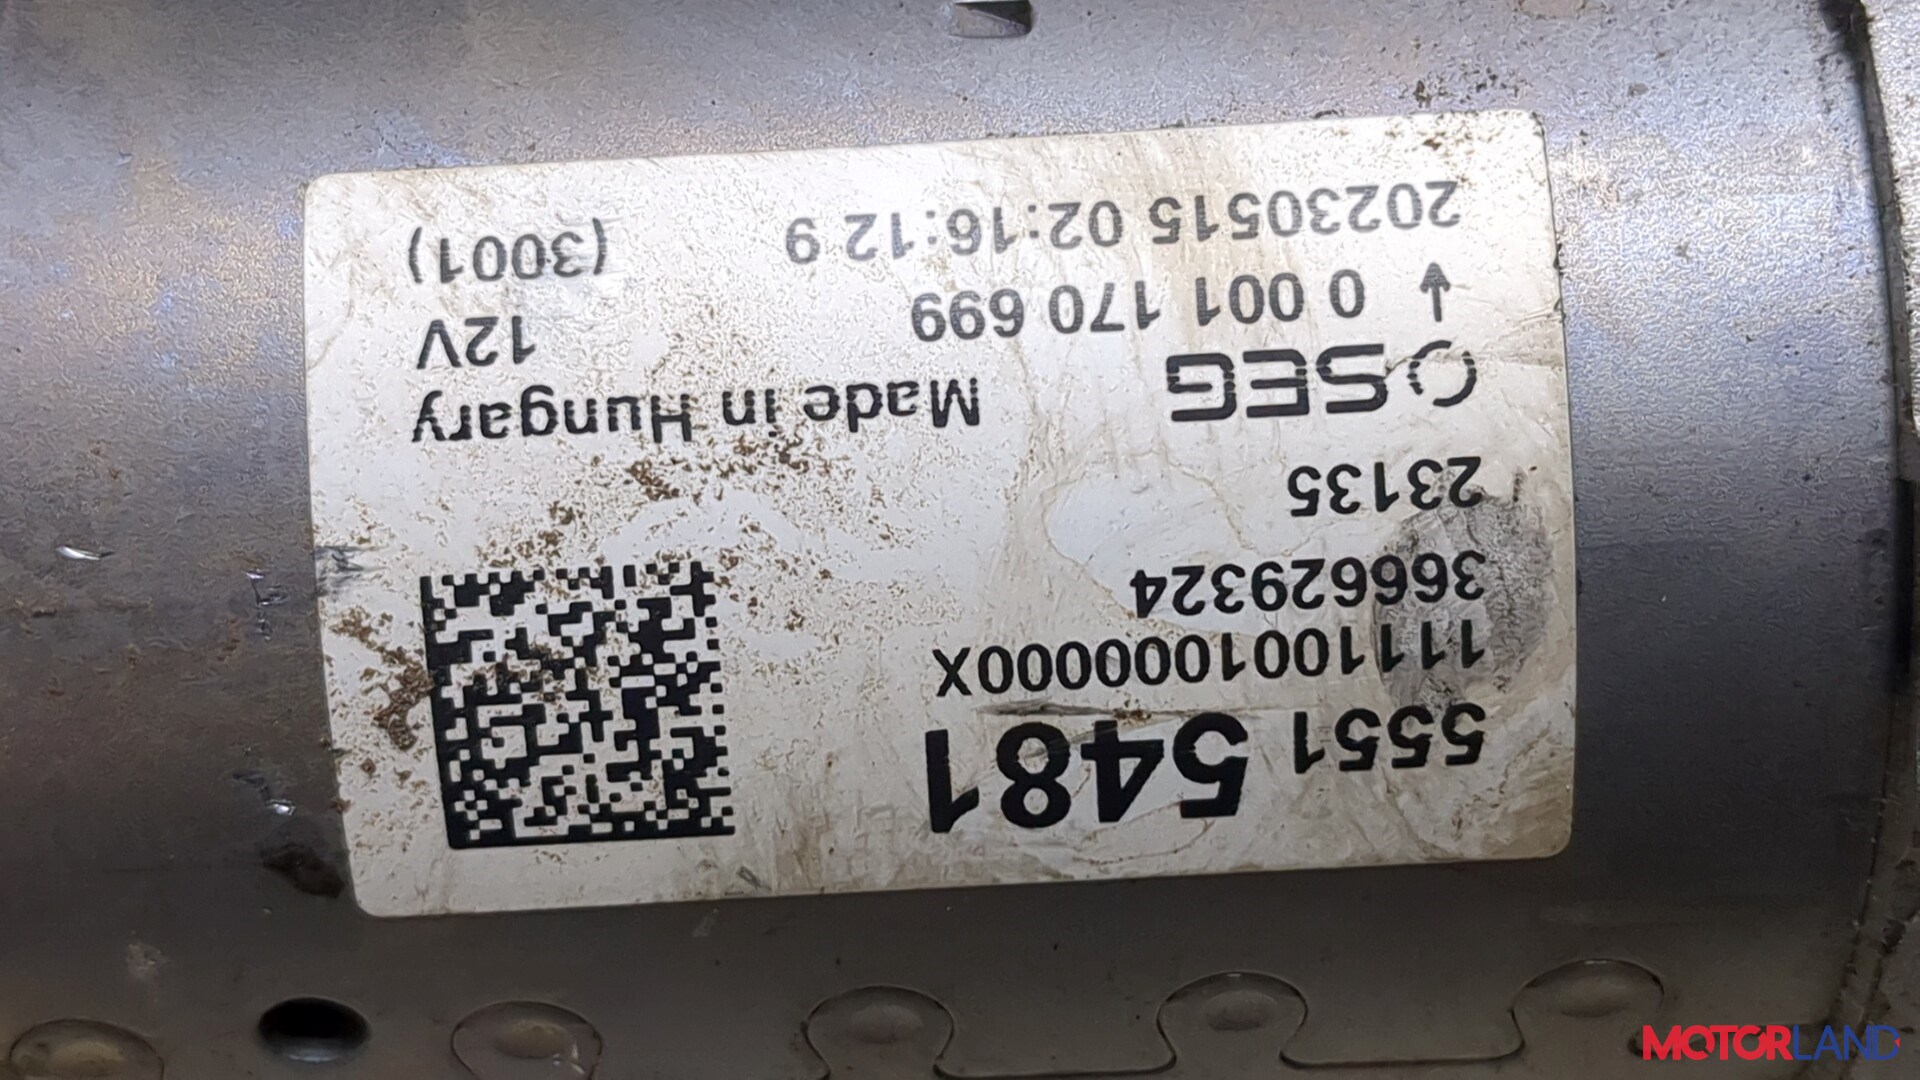 5551 5481
1111001000000X
366629324
23135
SEG Made in Hungary
0 001 170 699 12V
20230515 02:16:12 9 (3001)
MOTORLAND